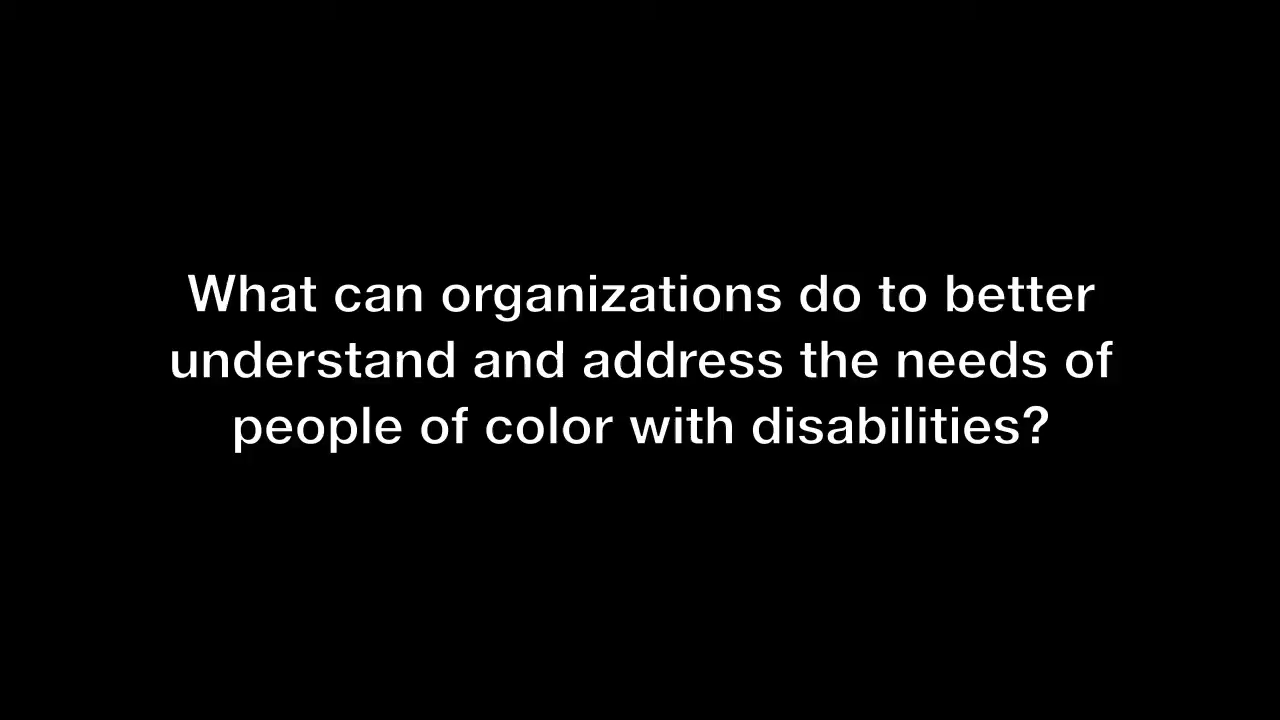 What can organizations do to better
understand and address the needs of
people of color with disabilities?